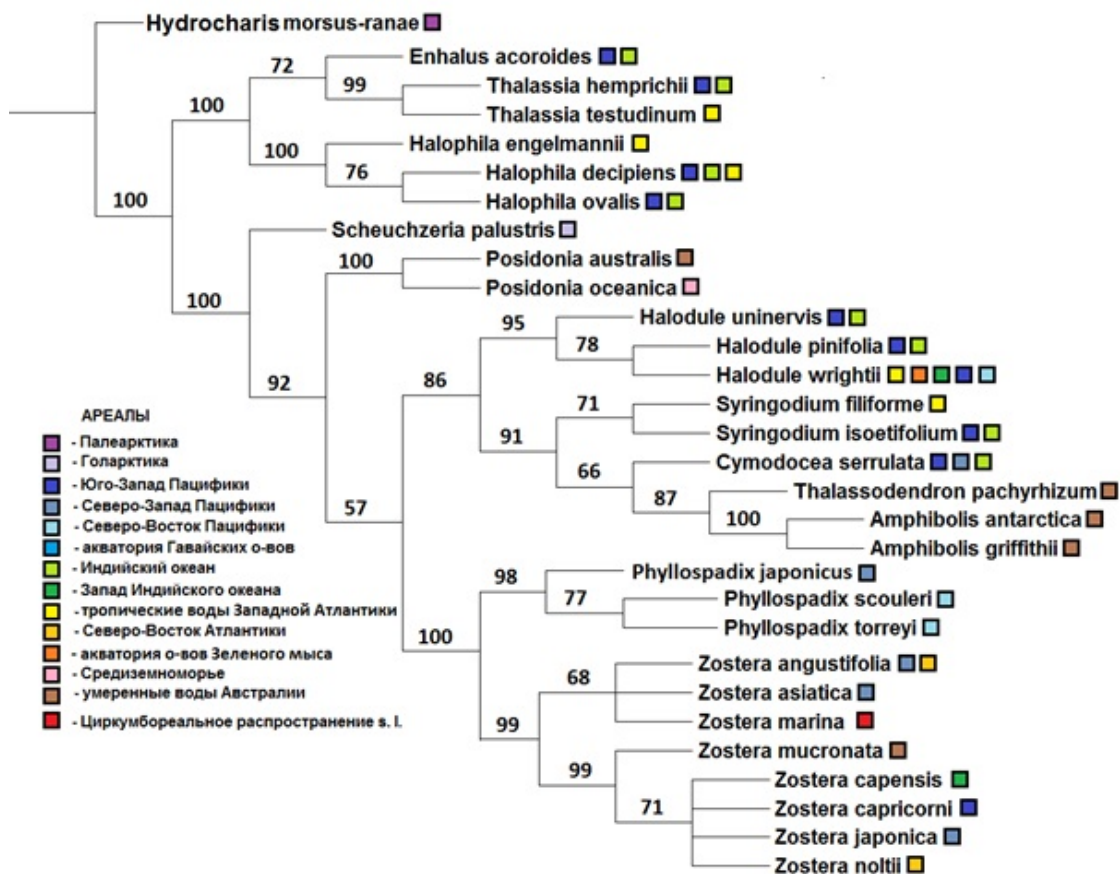 Hydrocharis morsus-ranae
Enhalus acoroides
72
99
Thalassia hemprichii
100
Thalassia testudinum
Halophila engelmannii
100
76
Halophila decipiens
Halophila ovalis
100
Scheuchzeria palustris
100
Posidonia australis
Posidonia oceanica
100
Halodule uninervis
95
78
Halodule pinifolia
Halodule wrightii
92
86
71
Syringodium filiforme
Syringodium isoetifolium
91
66
Cymodocea serrulata
87
Thalassodendron pachyrhizum
57
100
Amphibolis antarctica
Amphibolis griffithii
98
Phyllospadix japonicus
77
Phyllospadix scouleri
Phyllospadix torreyi
100
68
Zostera angustifolia
Zostera asiatica
Zostera marina
99
99
Zostera mucronata
71
Zostera capensis
Zostera capricorni
Zostera japonica
Zostera noltii
АРЕАЛЫ
- Палеарктика
- Голарктика
- Юго-Запад Пацифики
- Северо-Запад Пацифики
- Северо-Восток Пацифики
- акватория Гавайских о-вов
- Индийский океан
- Запад Индийского океана
- тропические воды Западной Атлантики
- Северо-Восток Атлантики
- акватория о-вов Зеленого мыса
- Средиземноморье
- умеренные воды Австралии
- Циркумбореальное распространение s. l.